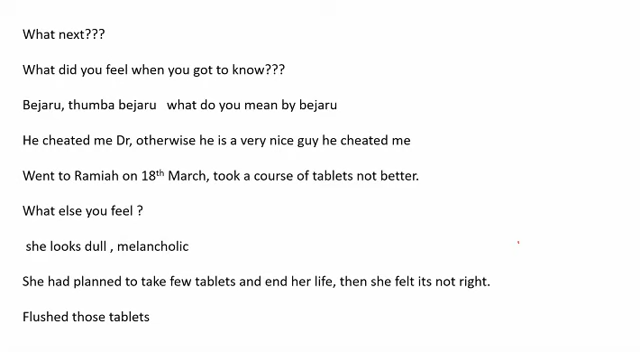 What next???
What did you feel when you got to know???
Bejaru, thumba bejaru what do you mean by bejaru
He cheated me Dr, otherwise he is a very nice guy he cheated me
Went to Ramiah on 18th March, took a course of tablets not better.
What else you feel ?
she looks dull , melancholic
She had planned to take few tablets and end her life, then she felt its not right.
Flushed those tablets